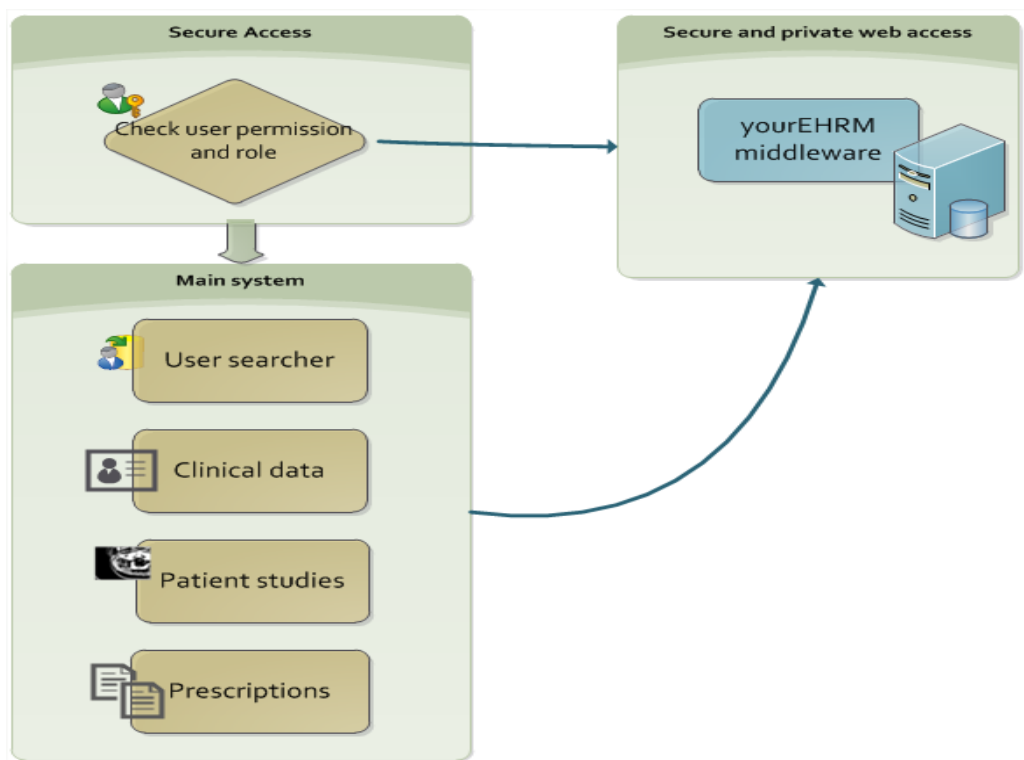 Secure Access
Check user permission
and role
Secure and private web access
yourEHRM
middleware
Main system
User searcher
Clinical data
Patient studies
Prescriptions